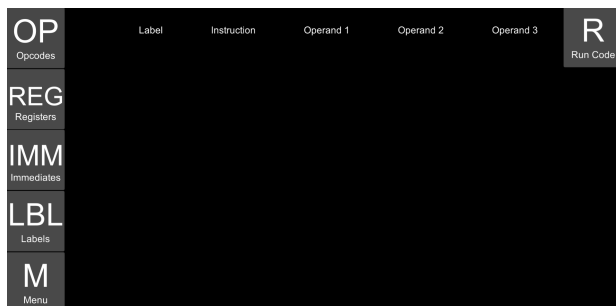 OP
Opcodes
Label Instruction Operand 1 Operand 2 Operand 3
R
Run Code
REG
Registers
IMM
Immediates
LBL
Labels
M
Menu